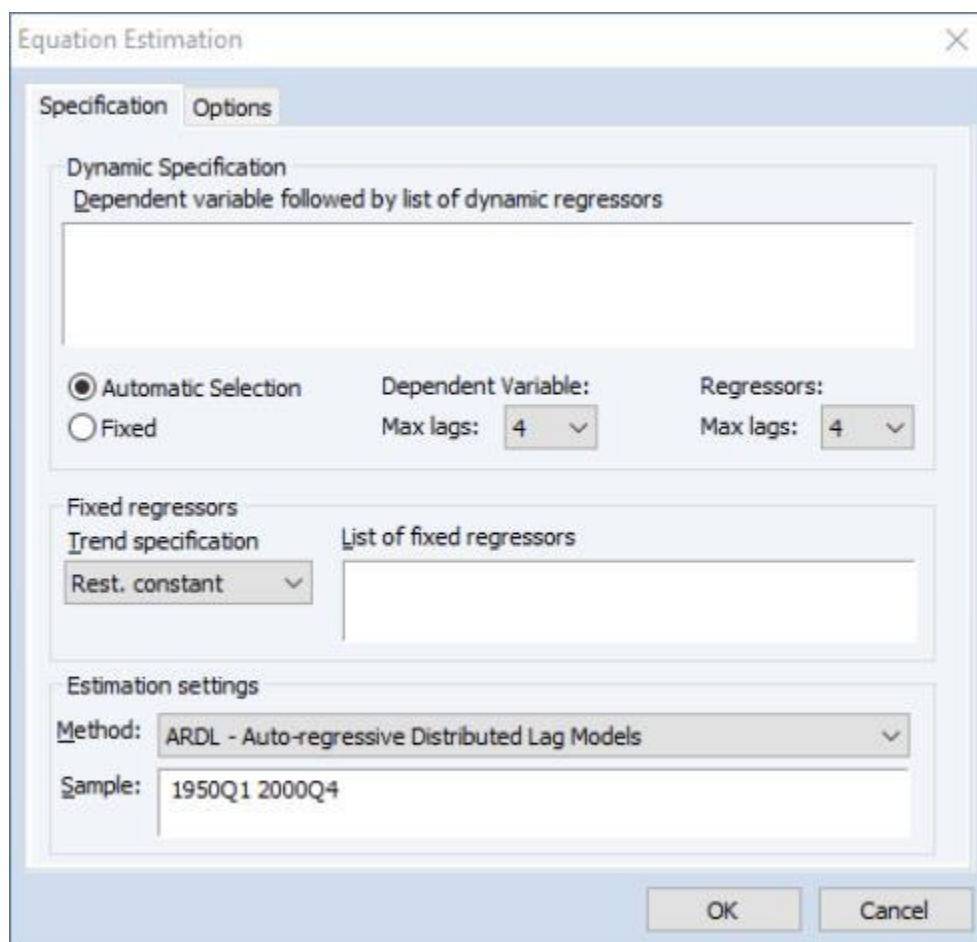 Equation Estimation
Specification Options
Dynamic Specification
Dependent variable followed by list of dynamic regressors
Automatic Selection Dependent Variable: Regressors:
Fixed Max lags: 4 Max lags: 4
Fixed regressors
Trend specification List of fixed regressors
Rest. constant
Estimation settings
Method: ARDL - Auto-regressive Distributed Lag Models
Sample: 1950Q1 2000Q4
OK Cancel